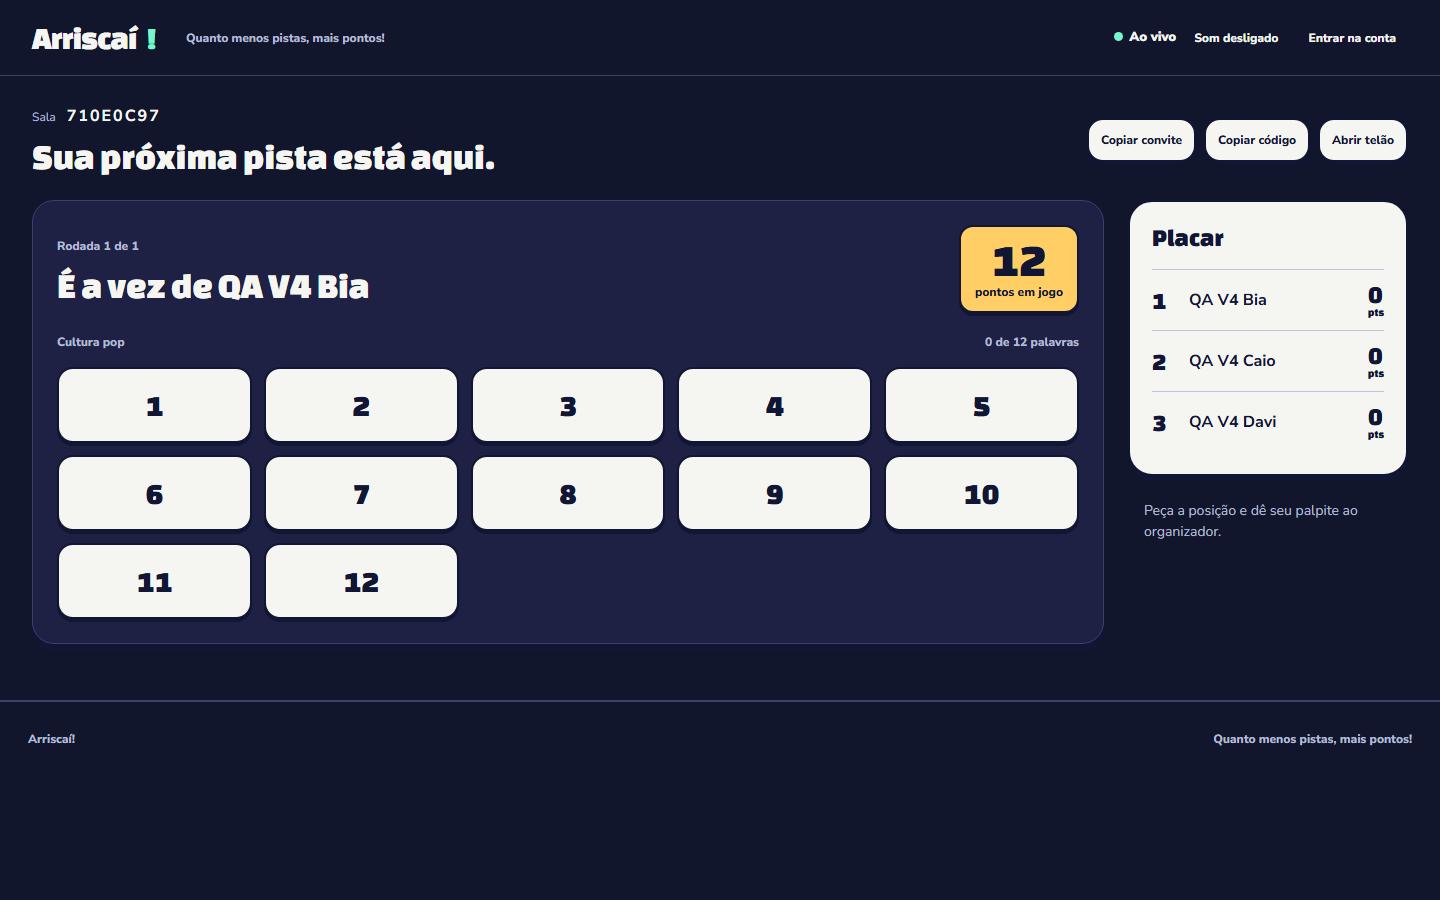 Arriscaí !
Quanto menos pistas, mais pontos!
Ao vivo
Som desligado
Entrar na conta
Sala 710E0C97
Sua próxima pista está aqui.
Copiar convite
Copiar código
Abrir telão
Rodada 1 de 1
É a vez de QA V4 Bia
12
pontos em jogo
Cultura pop
0 de 12 palavras
1
2
3
4
5
6
7
8
9
10
11
12
Placar
1 QA V4 Bia 0 pts
2 QA V4 Caio 0 pts
3 QA V4 Davi 0 pts
Peça a posição e dê seu palpite ao
organizador.
Arriscaí!
Quanto menos pistas, mais pontos!